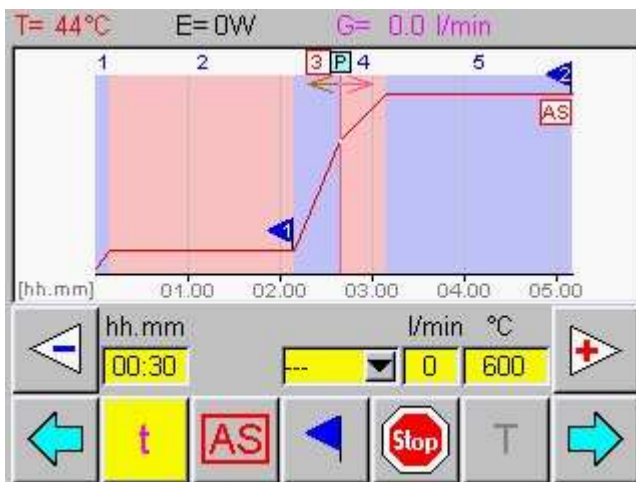 T= 44°C E=0W G= 0.0 l/min
1 2 3 P 4 5 2
AS
1
[hh.mm] 01.00 02.00 03.00 04.00 05.00
hh.mm l/min °C
- 00:30 --- 0 600 +
t AS Stop T